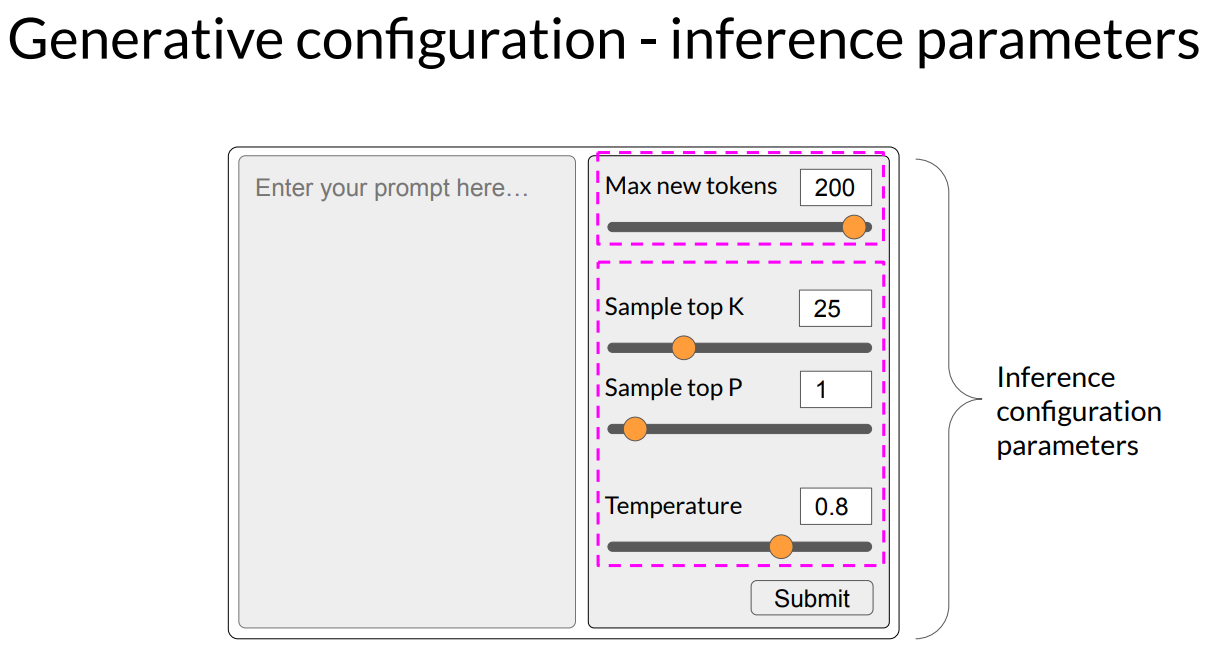 Generative configuration - inference parameters
Enter your prompt here…
Max new tokens 200
Sample top K 25
Sample top P 1
Temperature 0.8
Submit
Inference
configuration
parameters